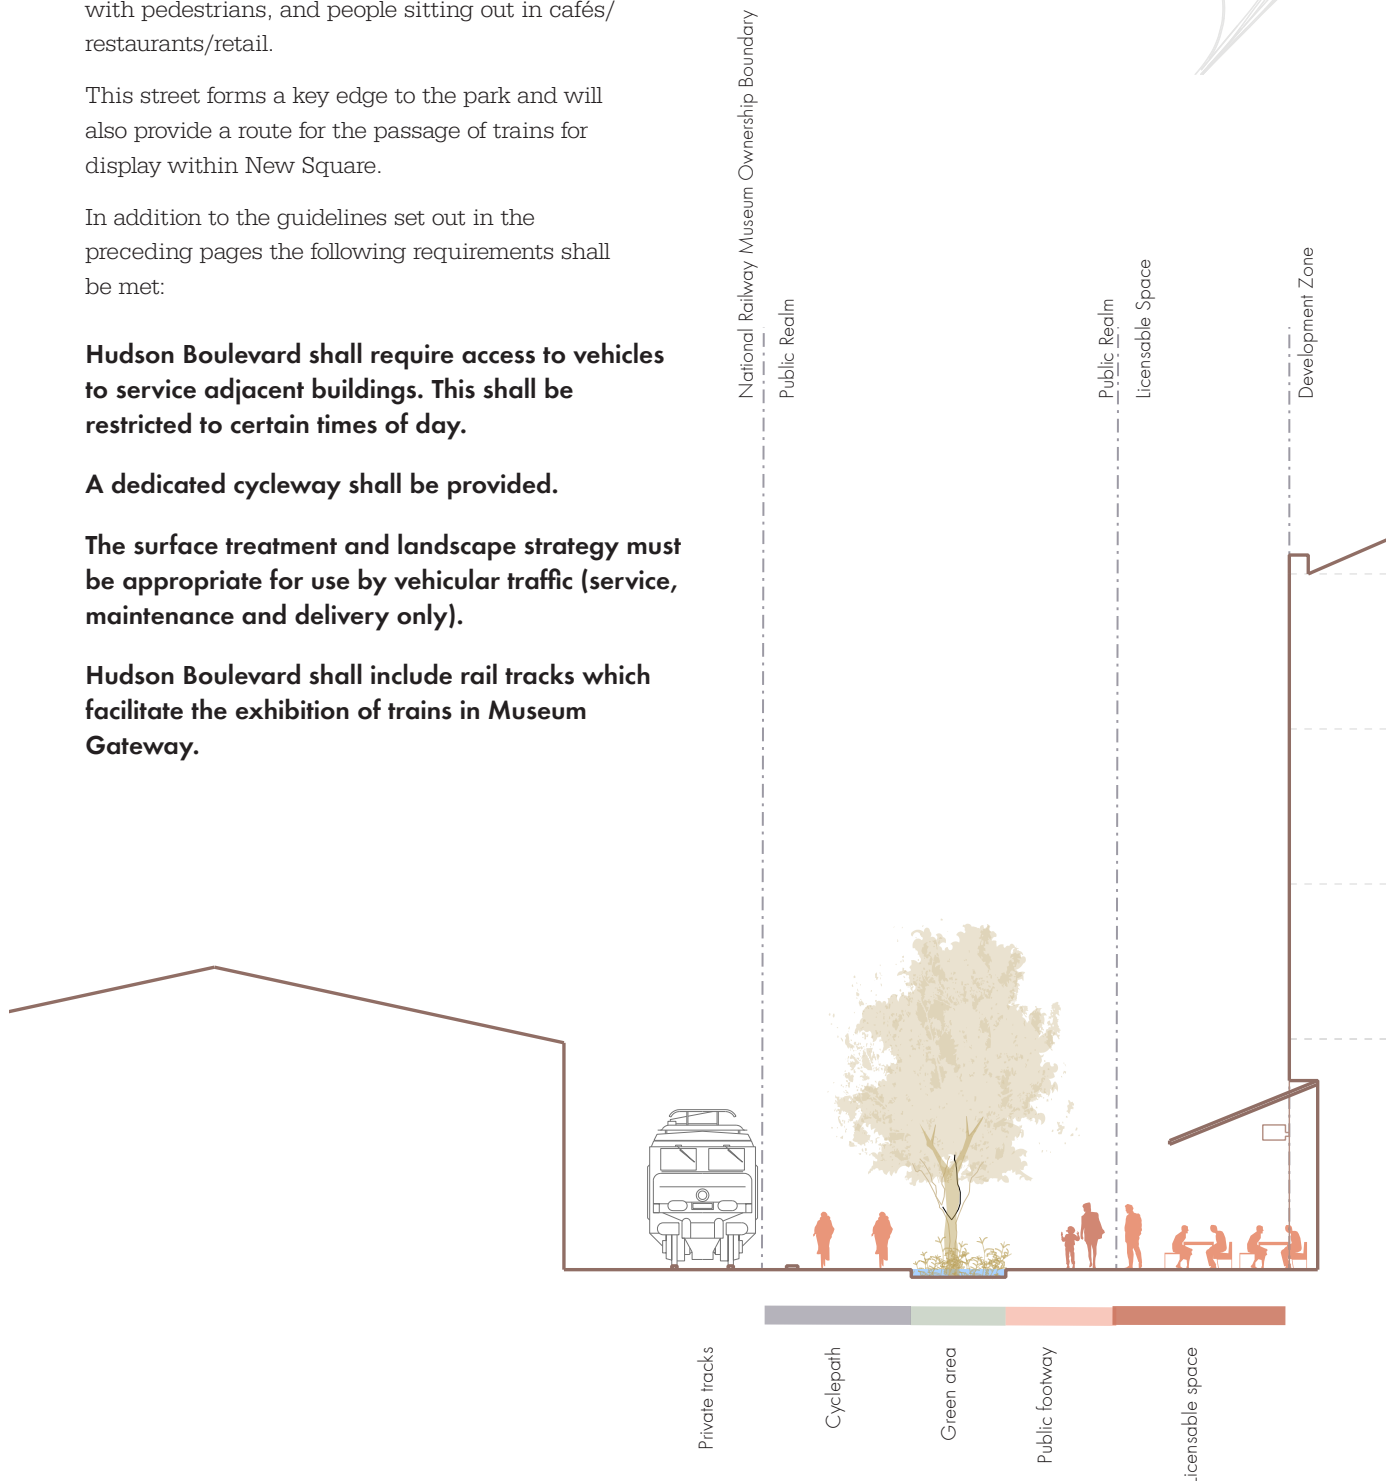 with pedestrians, and people sitting out in cafés/
restaurants/retail.
This street forms a key edge to the park and will
also provide a route for the passage of trains for
display within New Square.
In addition to the guidelines set out in the
preceding pages the following requirements shall
be met:
Hudson Boulevard shall require access to vehicles
to service adjacent buildings. This shall be
restricted to certain times of day.
A dedicated cycleway shall be provided.
The surface treatment and landscape strategy must
be appropriate for use by vehicular traffic (service,
maintenance and delivery only).
Hudson Boulevard shall include rail tracks which
facilitate the exhibition of trains in Museum
Gateway.
National Railway Museum Ownership Boundary
Public Realm
Public Realm
Licensable Space
Development Zone
Private tracks
Cyclepath
Green area
Public footway
Licensable space